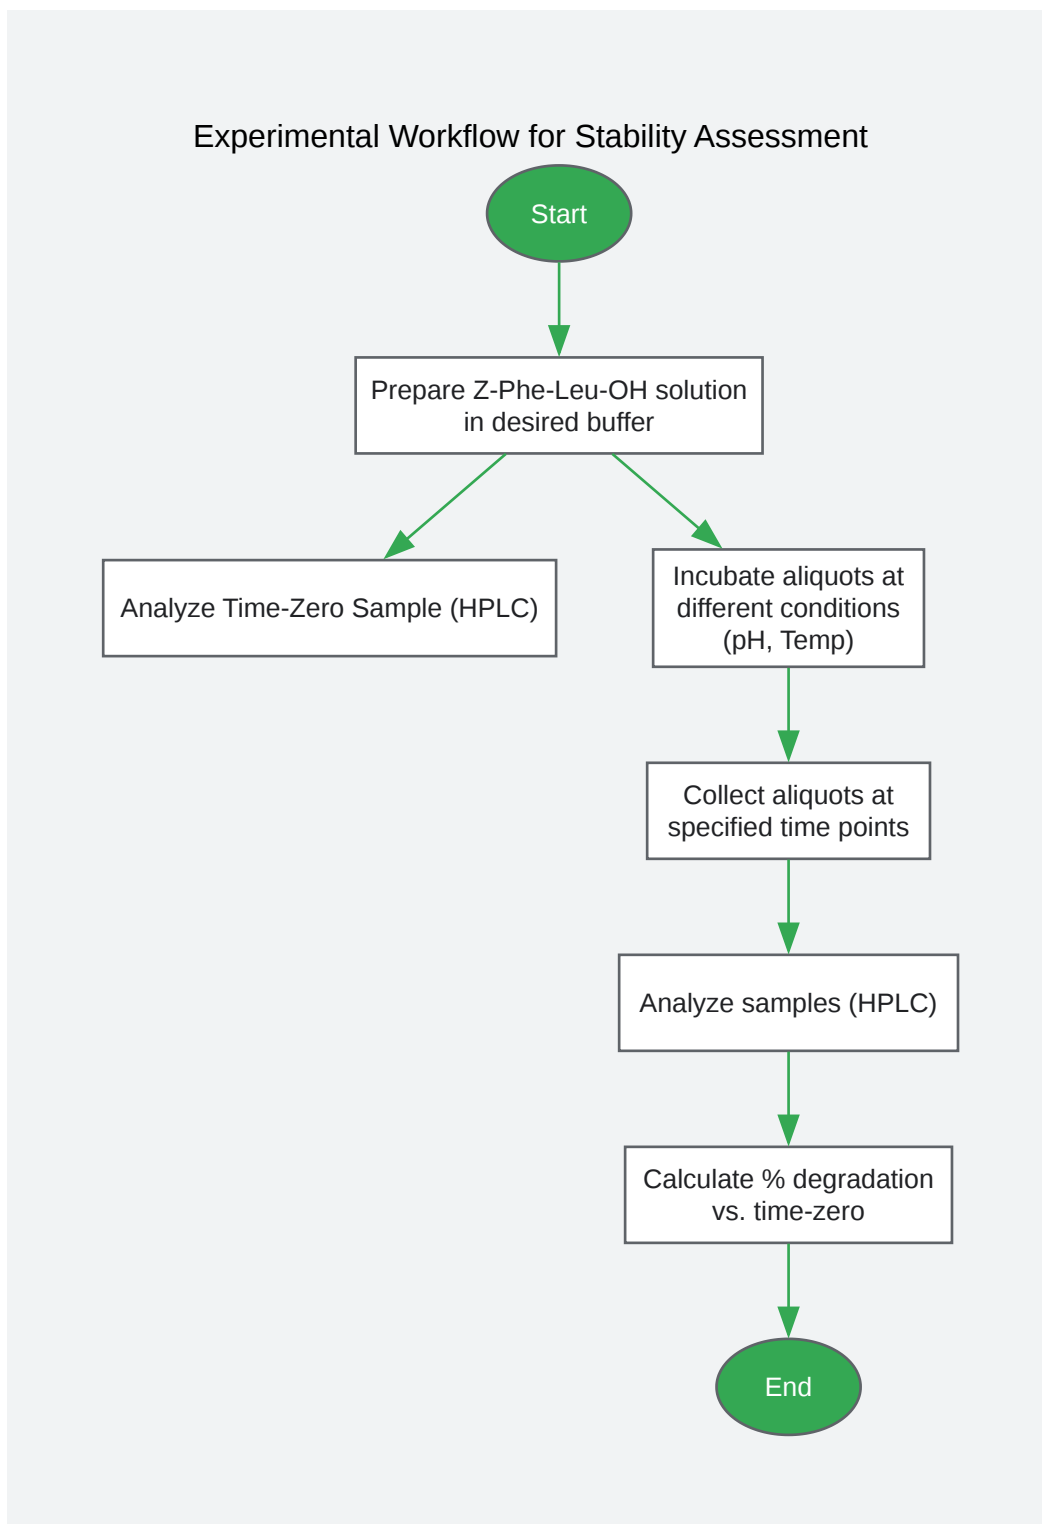 Experimental Workflow for Stability Assessment
Start
Prepare Z-Phe-Leu-OH solution
in desired buffer
Analyze Time-Zero Sample (HPLC)
Incubate aliquots at
different conditions
(pH, Temp)
Collect aliquots at
specified time points
Analyze samples (HPLC)
Calculate % degradation
vs. time-zero
End